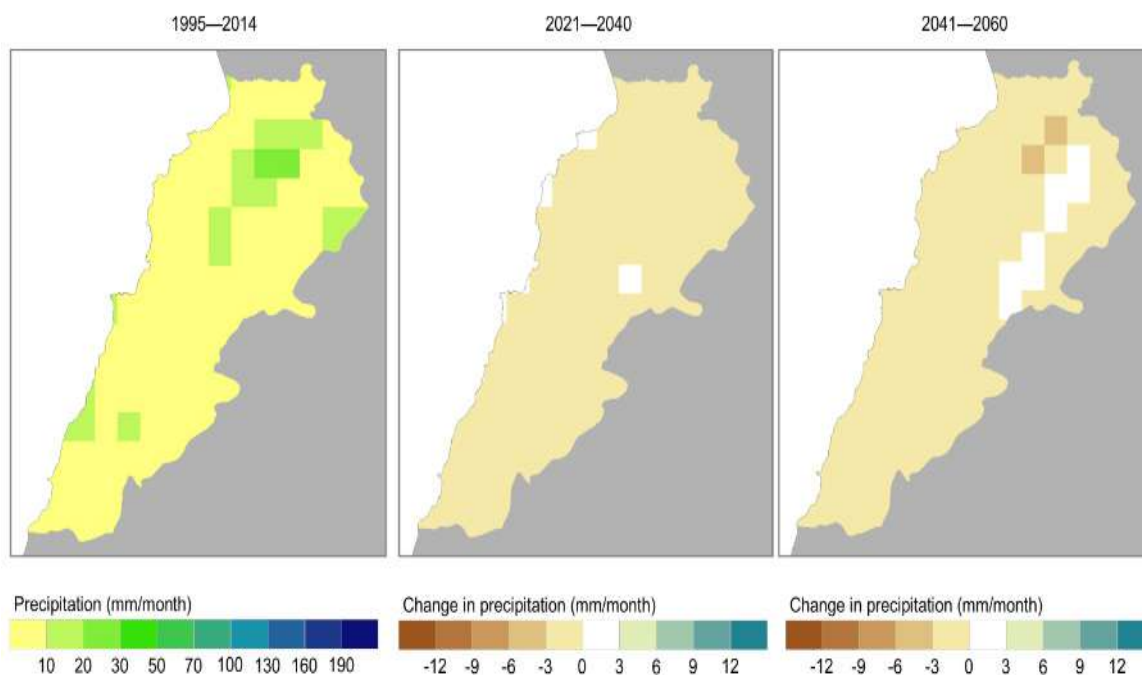 1995—2014
2021—2040
2041—2060
Precipitation (mm/month)
10 20 30 50 70 100 130 160 190
Change in precipitation (mm/month)
-12 -9 -6 -3 0 3 6 9 12
Change in precipitation (mm/month)
-12 -9 -6 -3 0 3 6 9 12